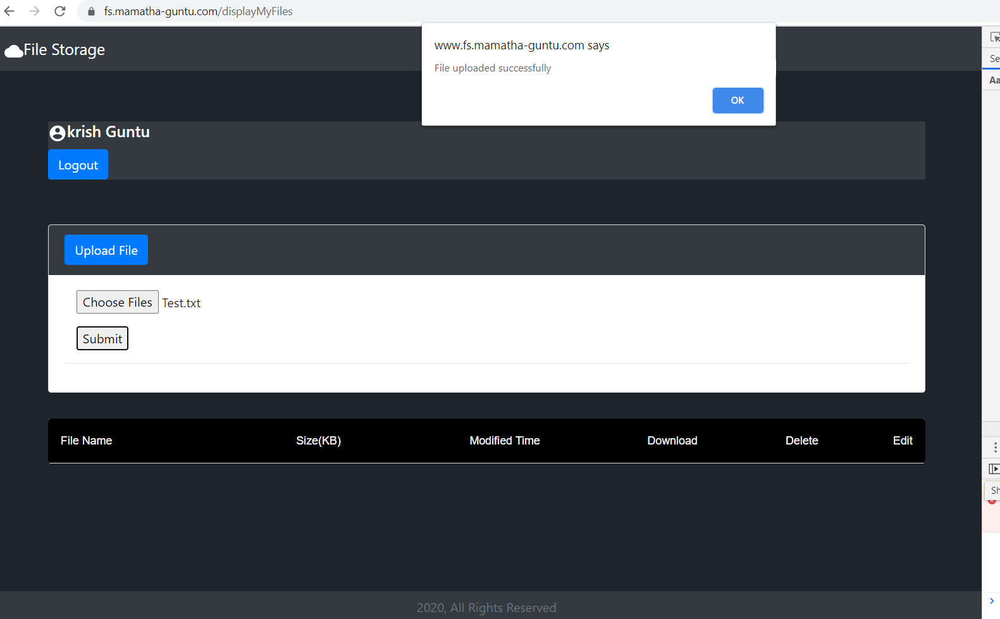 fs.mamatha-guntu.com/displayMyFiles
www.fs.mamatha-guntu.com says
File uploaded successfully
OK
File Storage
krish Guntu
Logout
Upload File
Choose Files Test.txt
Submit
File Name Size(KB) Modified Time Download Delete Edit
2020, All Rights Reserved
Se
Aa
Sh